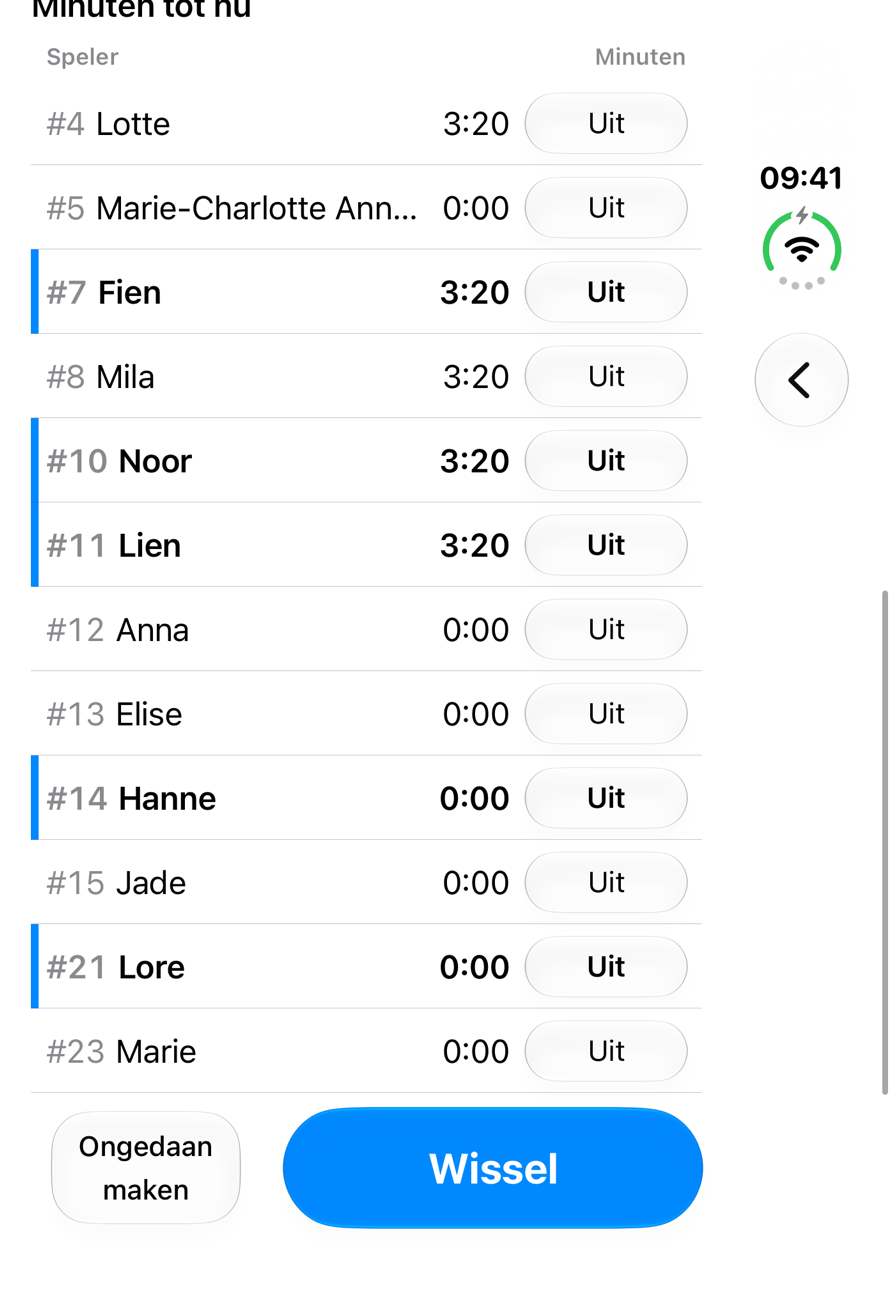 Minuten tot nu
Speler Minuten
#4 Lotte 3:20 Uit
09:41
#5 Marie-Charlotte Ann... 0:00 Uit
#7 Fien 3:20 Uit
#8 Mila 3:20 Uit
#10 Noor 3:20 Uit
#11 Lien 3:20 Uit
#12 Anna 0:00 Uit
#13 Elise 0:00 Uit
#14 Hanne 0:00 Uit
#15 Jade 0:00 Uit
#21 Lore 0:00 Uit
#23 Marie 0:00 Uit
Ongedaan
maken
Wissel